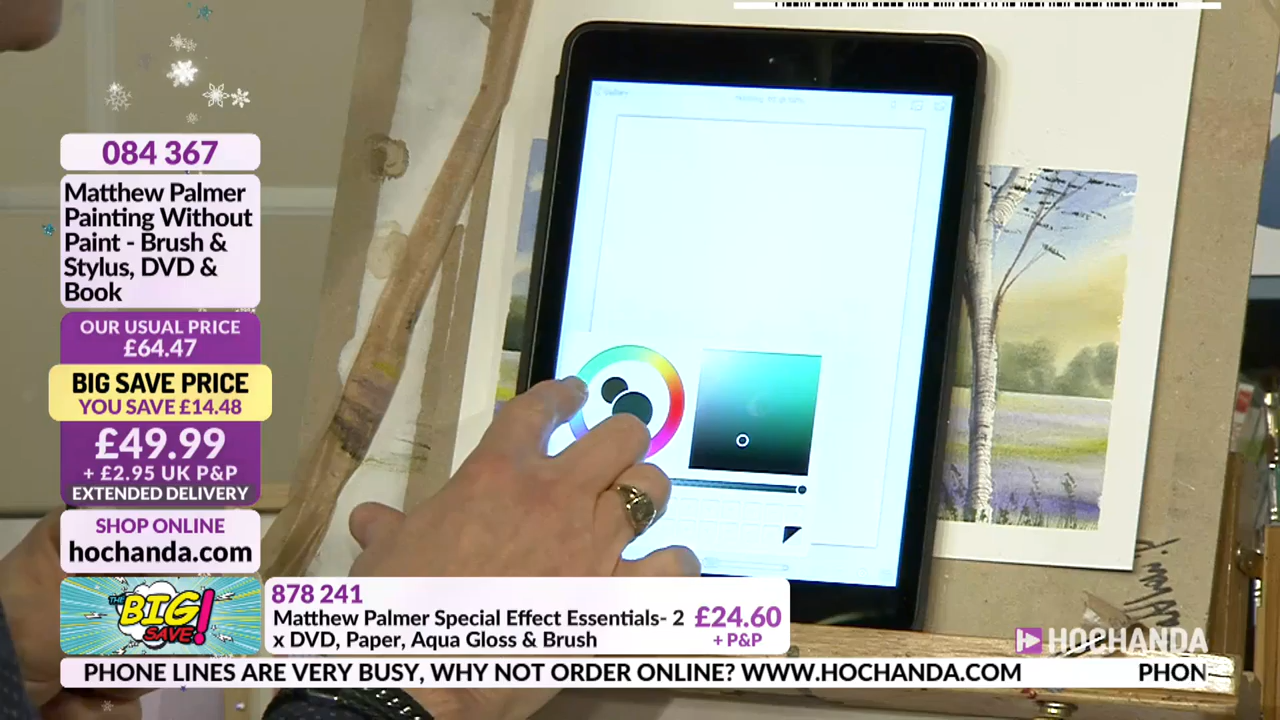 084 367
Matthew Palmer
Painting Without
Paint - Brush &
Stylus, DVD &
Book
OUR USUAL PRICE
£64.47
BIG SAVE PRICE
YOU SAVE £14.48
£49.99
+ £2.95 UK P&P
EXTENDED DELIVERY
SHOP ONLINE
hochanda.com
THE BIG SAVE!
878 241
Matthew Palmer Special Effect Essentials- 2
x DVD, Paper, Aqua Gloss & Brush
£24.60
+ P&P
HOCHANDA
PHONE LINES ARE VERY BUSY, WHY NOT ORDER ONLINE? WWW.HOCHANDA.COM
PHON